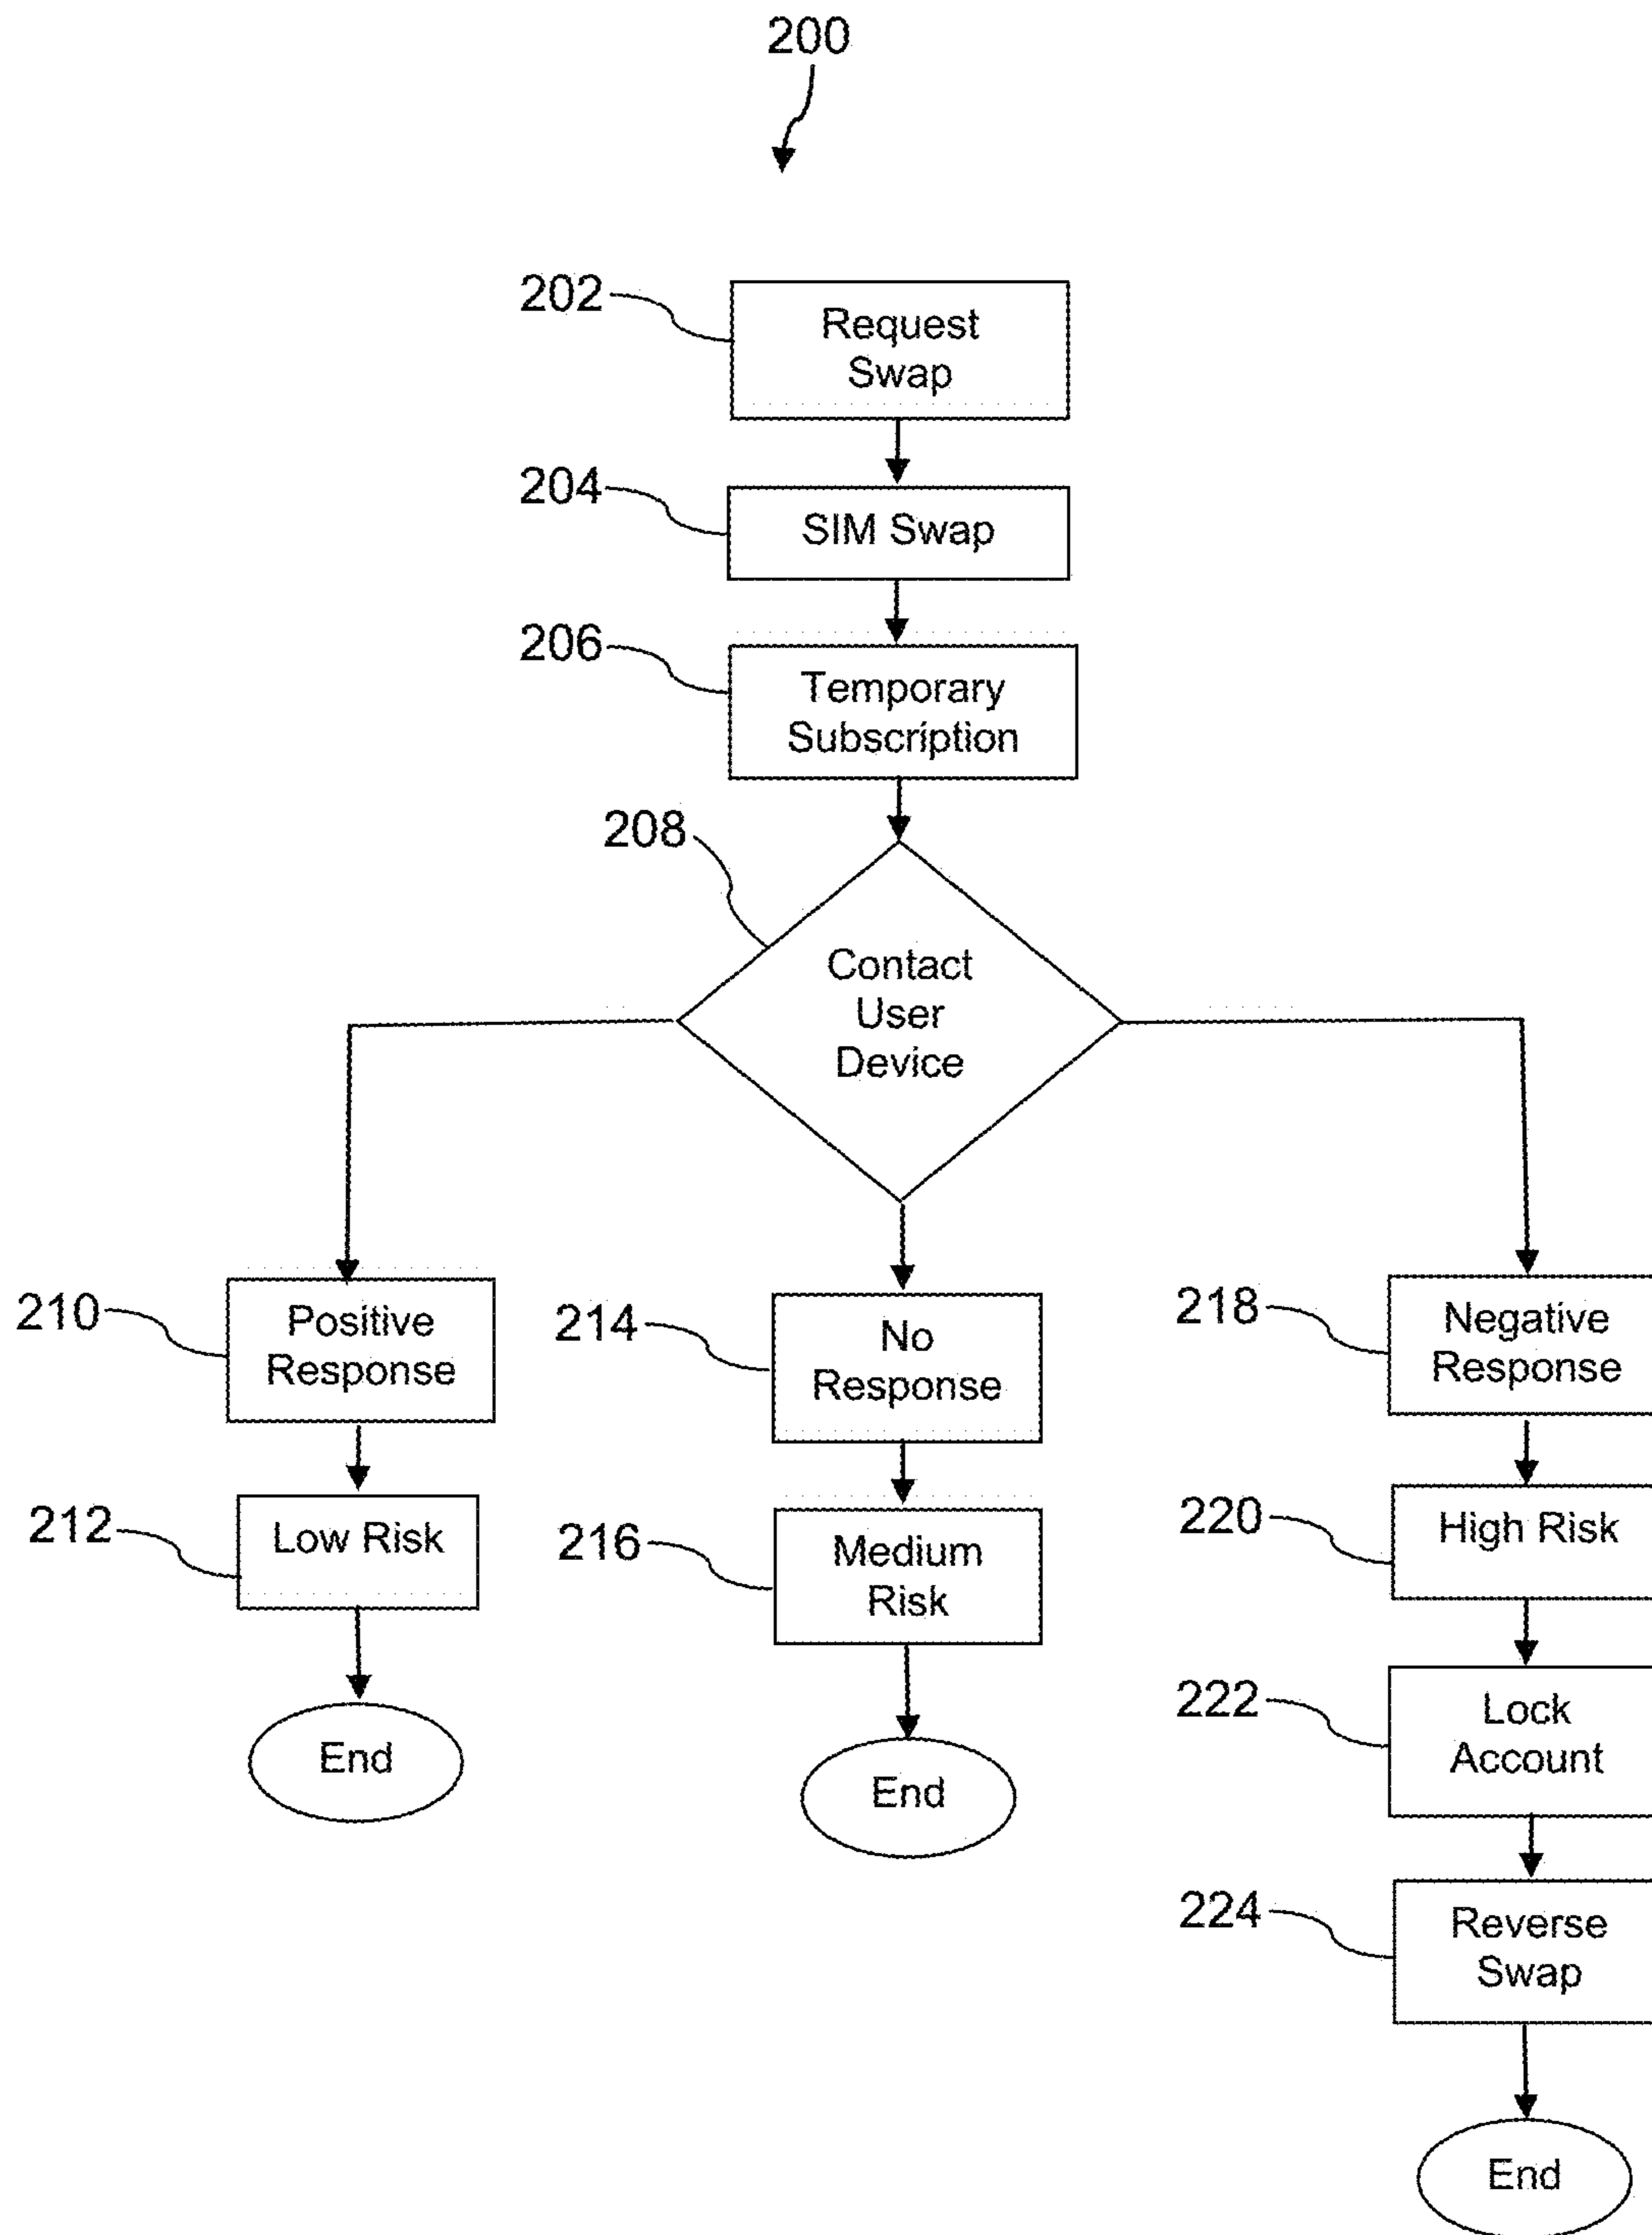 200
202
Request
Swap
204
SIM Swap
206
Temporary
Subscription
208
Contact
User
Device
210
Positive
Response
214
No
Response
218
Negative
Response
212
Low Risk
216
Medium
Risk
220
High Risk
End
End
222
Lock
Account
224
Reverse
Swap
End